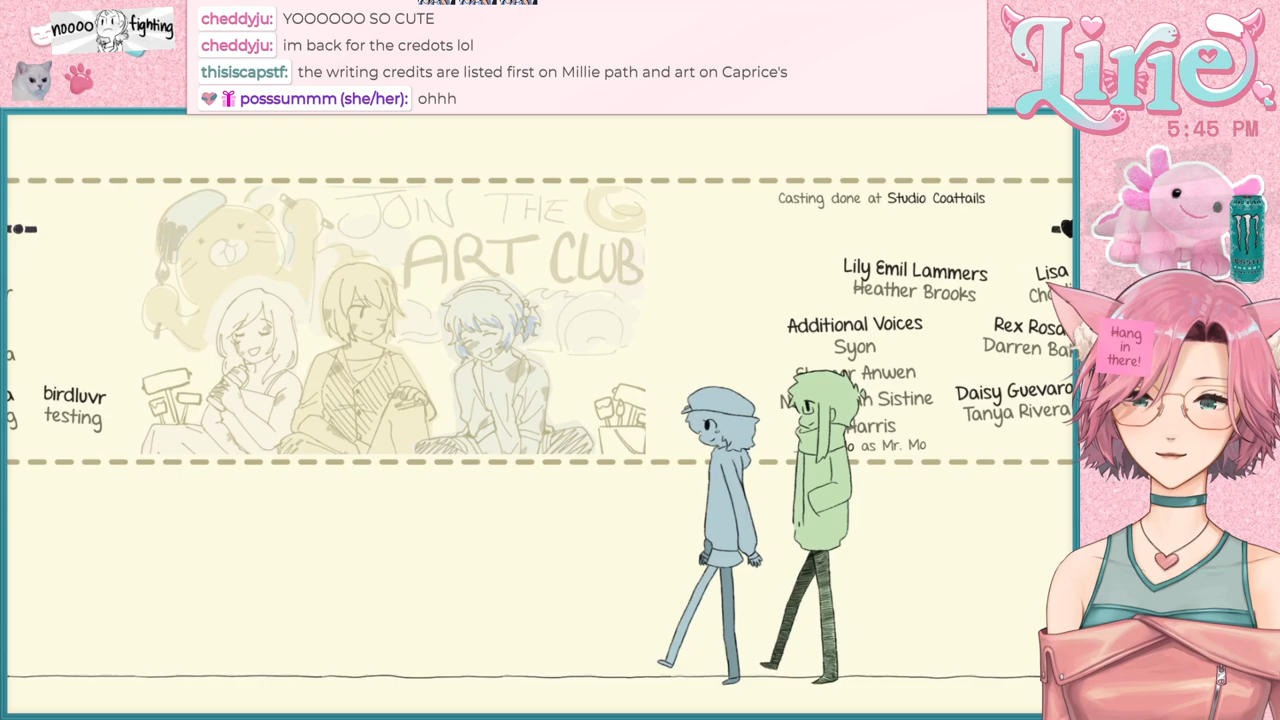 noooo fighting
cheddyju: YOOOOOO SO CUTE
cheddyju: im back for the credots lol
thisiscapstf: the writing credits are listed first on Millie path and art on Caprice's
posssummm (she/her): ohhh
Lirie
5:45 PM
Hang
in
there!
JOIN THE
ART CLUB
birdluvr
testing
Casting done at Studio Coattails
Lily Emil Lammers
Heather Brooks
Lisa
Additional Voices
Syon
Anwen
Sistine
Harris
as Mr. Mo
Rex Rosa
Darren Bar
Daisy Guevara
Tanya Rivera